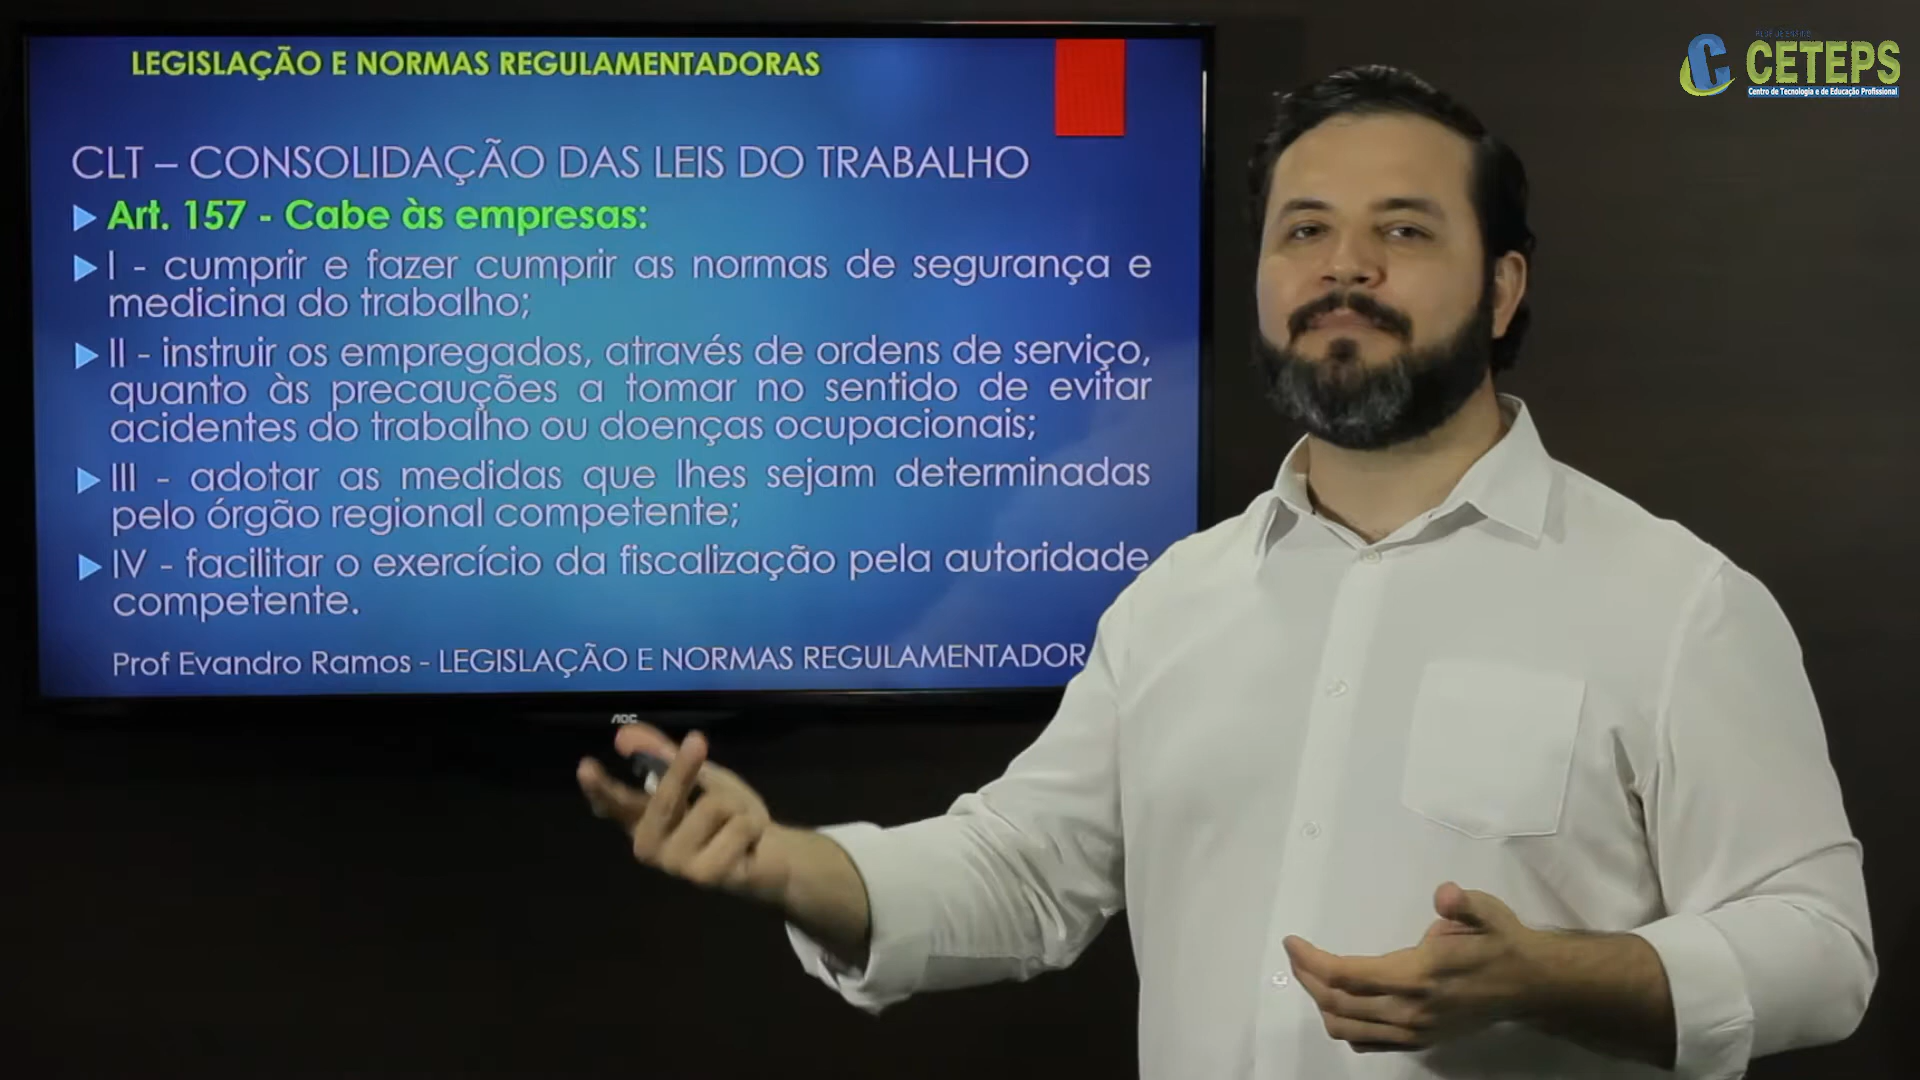 LEGISLAÇÃO E NORMAS REGULAMENTADORAS
CETEPS
Centro de Tecnologia e de Educação Profissional
CLT – CONSOLIDAÇÃO DAS LEIS DO TRABALHO
Art. 157 - Cabe às empresas:
I - cumprir e fazer cumprir as normas de segurança e
medicina do trabalho;
II - instruir os empregados, através de ordens de serviço,
quanto às precauções a tomar no sentido de evitar
acidentes do trabalho ou doenças ocupacionais;
III - adotar as medidas que lhes sejam determinadas
pelo órgão regional competente;
IV - facilitar o exercício da fiscalização pela autoridade
competente.
Prof Evandro Ramos - LEGISLAÇÃO E NORMAS REGULAMENTADOR
AOC